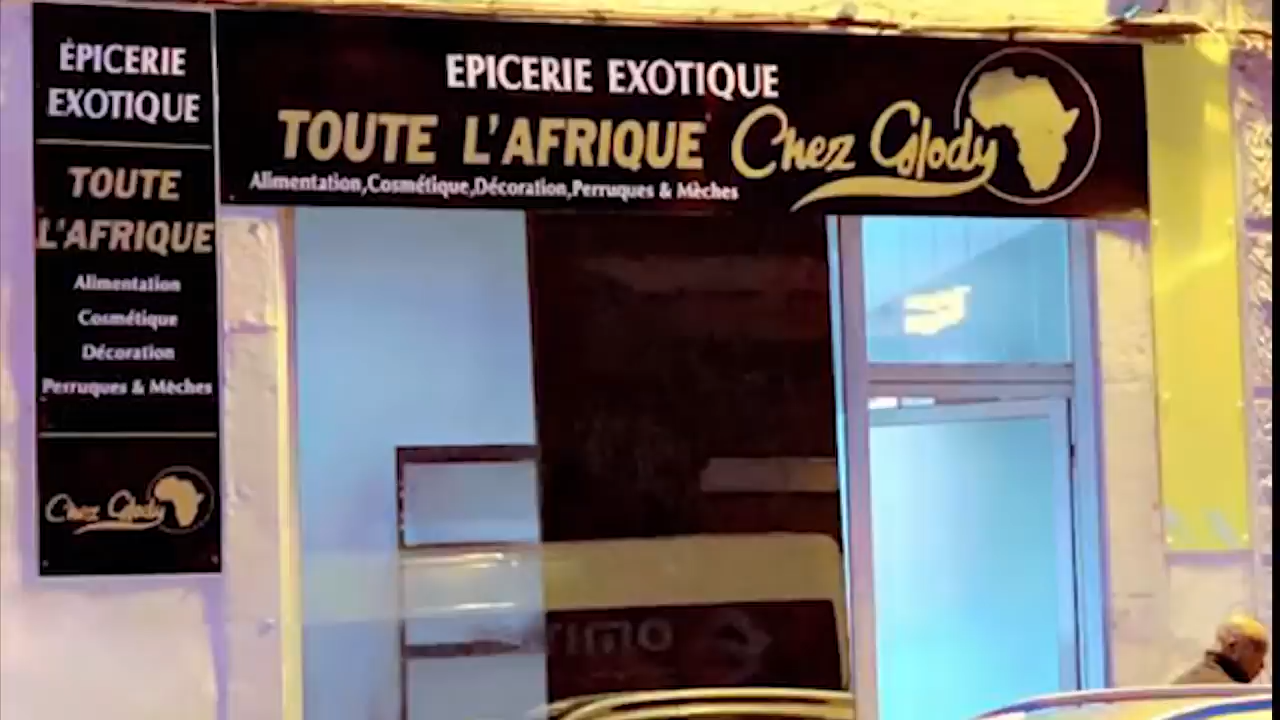 ÉPICERIE
EXOTIQUE
TOUTE
L'AFRIQUE
Alimentation
Cosmétique
Décoration
Perruques & Mèches
Chez Glody
EPICERIE EXOTIQUE
TOUTE L'AFRIQUE Chez Glody
Alimentation,Cosmétique,Décoration,Perruques & Mèches